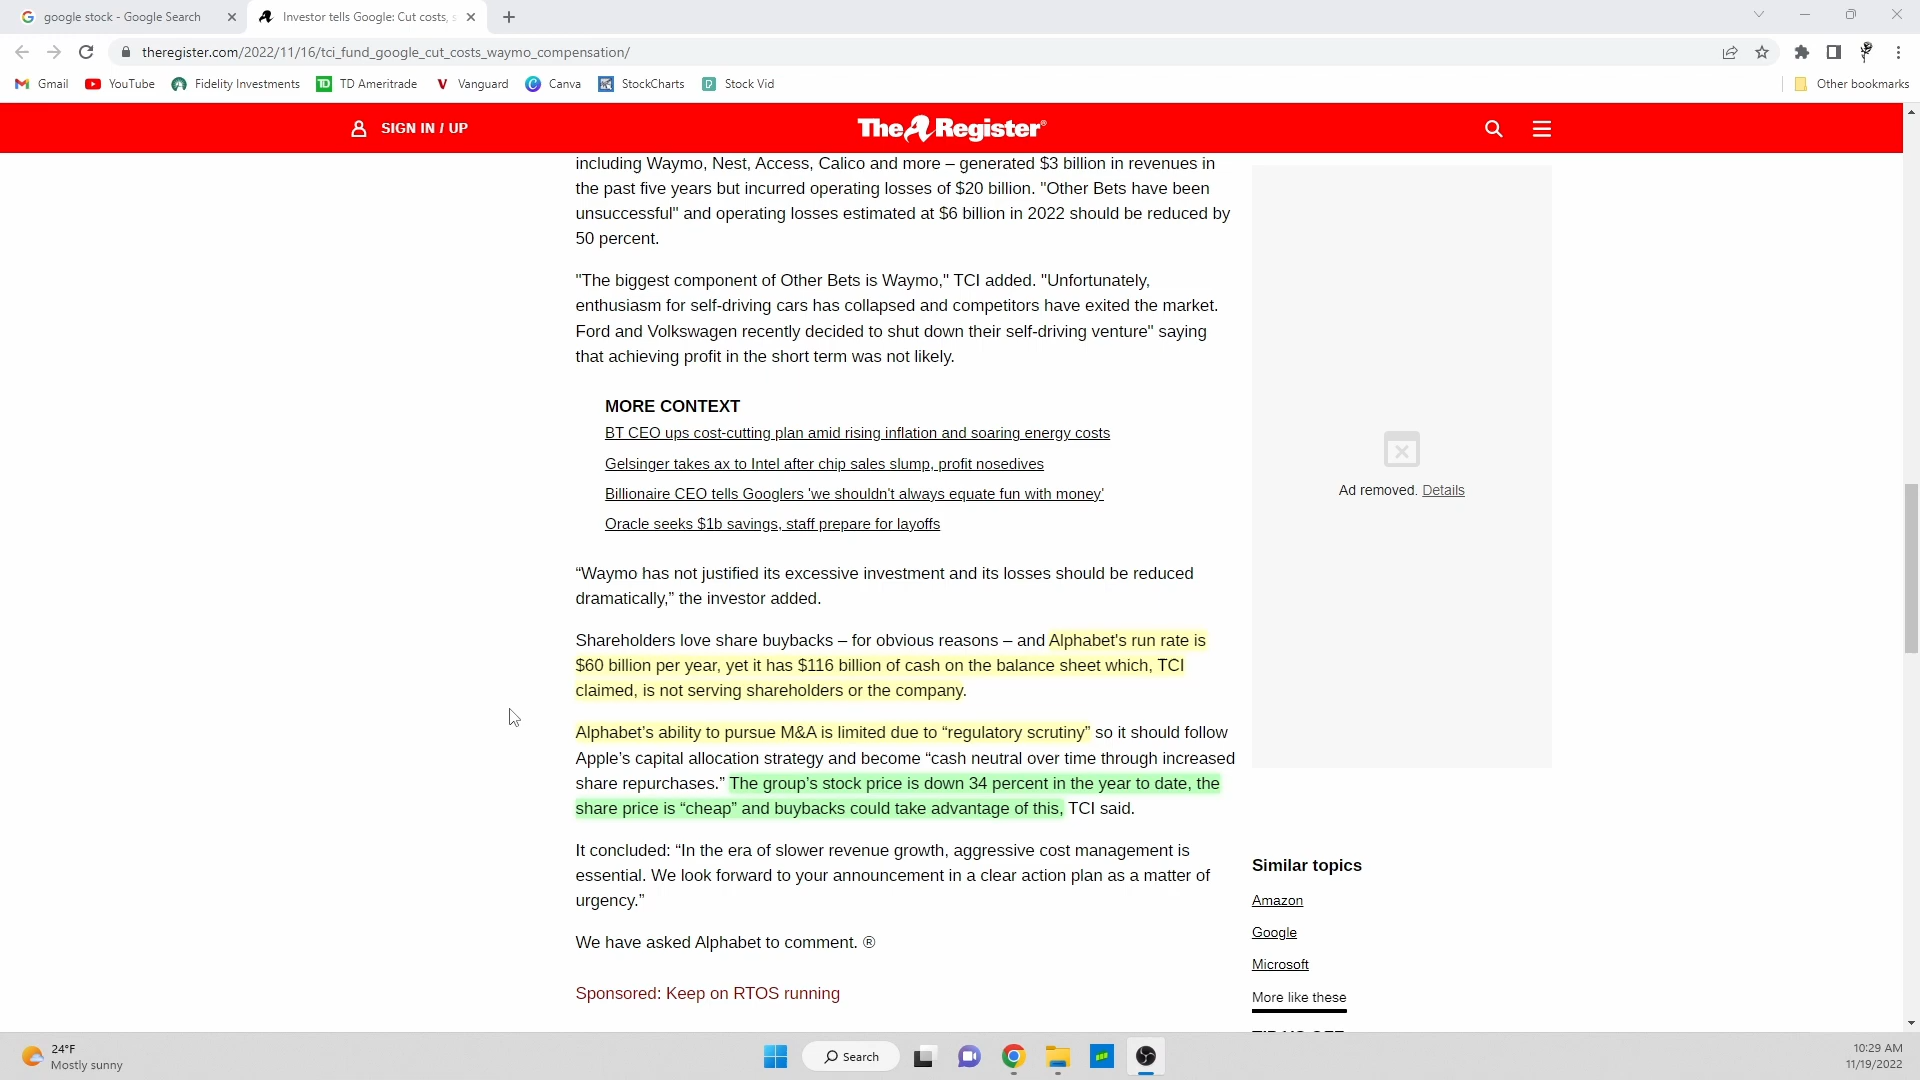 google stock - Google Search
Investor tells Google: Cut costs, s
theregister.com/2022/11/16/tci_fund_google_cut_costs_waymo_compensation/
Gmail YouTube Fidelity Investments TD Ameritrade Vanguard Canva StockCharts Stock Vid Other bookmarks
SIGN IN / UP
The Register®
including Waymo, Nest, Access, Calico and more – generated $3 billion in revenues in
the past five years but incurred operating losses of $20 billion. "Other Bets have been
unsuccessful" and operating losses estimated at $6 billion in 2022 should be reduced by
50 percent.
"The biggest component of Other Bets is Waymo," TCI added. "Unfortunately,
enthusiasm for self-driving cars has collapsed and competitors have exited the market.
Ford and Volkswagen recently decided to shut down their self-driving venture" saying
that achieving profit in the short term was not likely.
MORE CONTEXT
BT CEO ups cost-cutting plan amid rising inflation and soaring energy costs
Gelsinger takes ax to Intel after chip sales slump, profit nosedives
Billionaire CEO tells Googlers 'we shouldn't always equate fun with money'
Oracle seeks $1b savings, staff prepare for layoffs
“Waymo has not justified its excessive investment and its losses should be reduced
dramatically,” the investor added.
Shareholders love share buybacks – for obvious reasons – and Alphabet's run rate is
$60 billion per year, yet it has $116 billion of cash on the balance sheet which, TCI
claimed, is not serving shareholders or the company.
Alphabet’s ability to pursue M&A is limited due to “regulatory scrutiny” so it should follow
Apple’s capital allocation strategy and become “cash neutral over time through increased
share repurchases.” The group’s stock price is down 34 percent in the year to date, the
share price is “cheap” and buybacks could take advantage of this, TCI said.
It concluded: “In the era of slower revenue growth, aggressive cost management is
essential. We look forward to your announcement in a clear action plan as a matter of
urgency.”
We have asked Alphabet to comment. ®
Sponsored: Keep on RTOS running
Ad removed. Details
Similar topics
Amazon
Google
Microsoft
More like these
TIP US OFF
24°F
Mostly sunny
Search
10:29 AM
11/19/2022